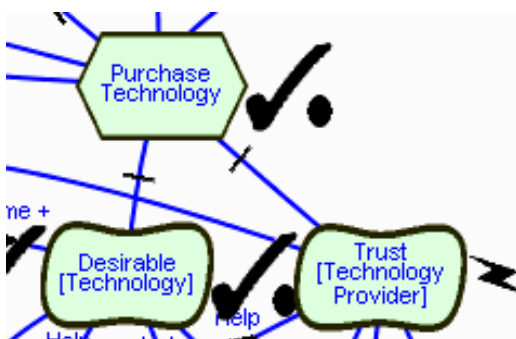 Purchase
Technology
me +
Desirable
[Technology]
Trust
[Technology
Provider]
Help